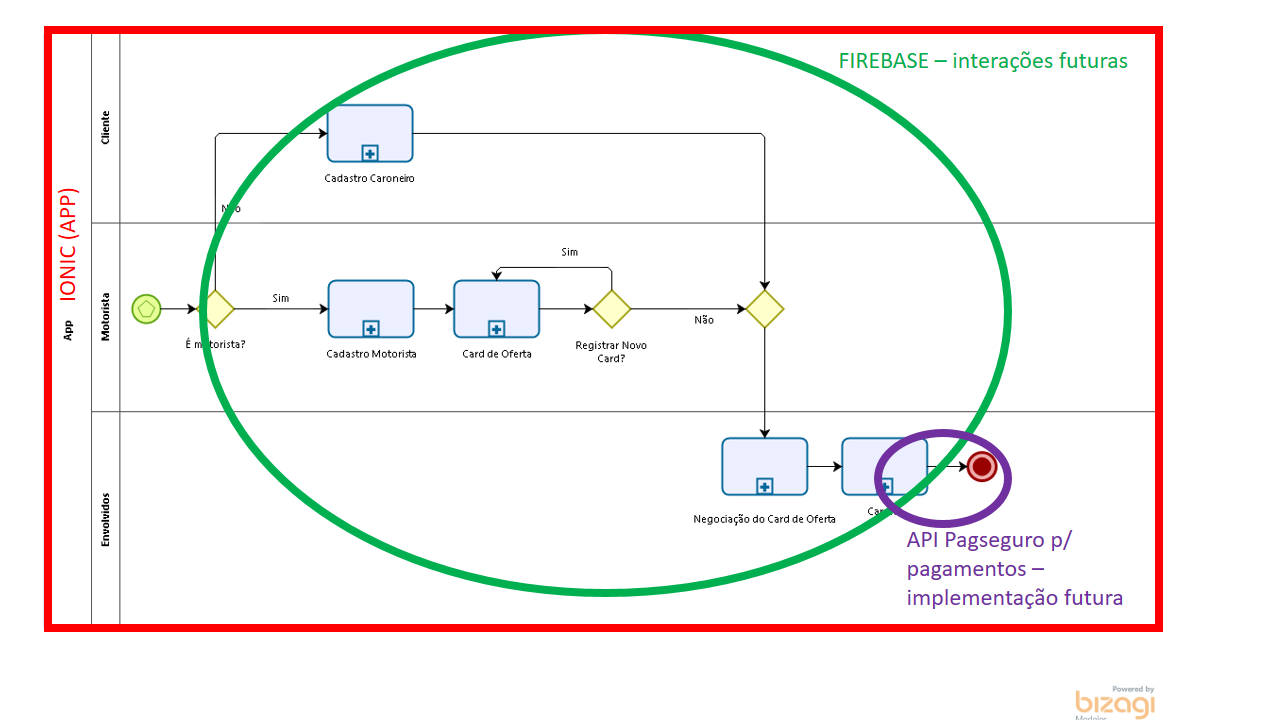 FIREBASE – interações futuras
Cliente
Cadastro Caroneiro
IONIC (APP)
App
Motorista
Sim
Sim
Não
É motorista?
Cadastro Motorista
Card de Oferta
Registrar Novo
Card?
Envolvidos
Negociação do Card de Oferta
API Pagseguro p/
pagamentos –
implementação futura
Powered by
bizagi
Modeler